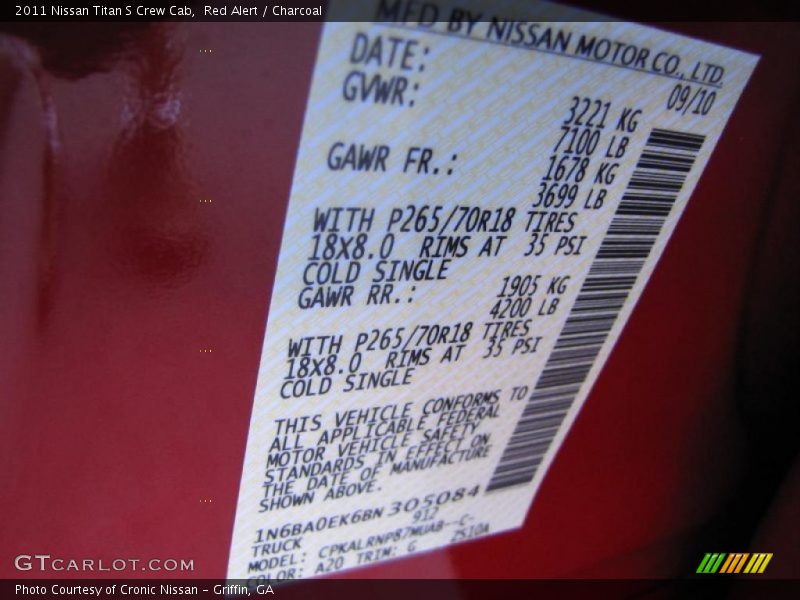 2011 Nissan Titan S Crew Cab, Red Alert / Charcoal
MFD BY NISSAN MOTOR CO., LTD.
DATE: 09/10
GVWR: 3221 KG
7100 LB
GAWR FR.: 1678 KG
3699 LB
WITH P265/70R18 TIRES
18X8.0 RIMS AT 35 PSI
COLD SINGLE
GAWR RR.: 1905 KG
4200 LB
WITH P265/70R18 TIRES
18X8.0 RIMS AT 35 PSI
COLD SINGLE
THIS VEHICLE CONFORMS TO
ALL APPLICABLE FEDERAL
MOTOR VEHICLE SAFETY
STANDARDS IN EFFECT ON
THE DATE OF MANUFACTURE
SHOWN ABOVE.
1N6BA0EK6BN305084
TRUCK 912
MODEL: CPKALRNP87MUAB--C-
COLOR: A20 TRIM: G ZS10A
GTCARLOT.COM
Photo Courtesy of Cronic Nissan - Griffin, GA